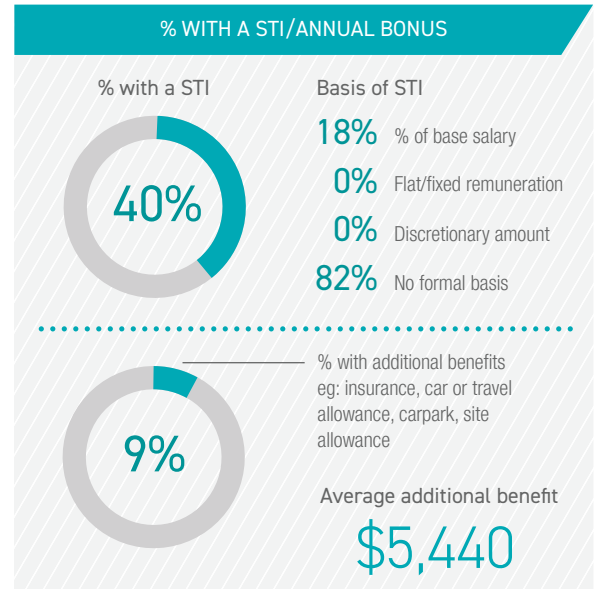 % WITH A STI/ANNUAL BONUS
% with a STI
40%
Basis of STI
18% % of base salary
0% Flat/fixed remuneration
0% Discretionary amount
82% No formal basis
9%
% with additional benefits
eg: insurance, car or travel
allowance, carpark, site
allowance
Average additional benefit
$5,440